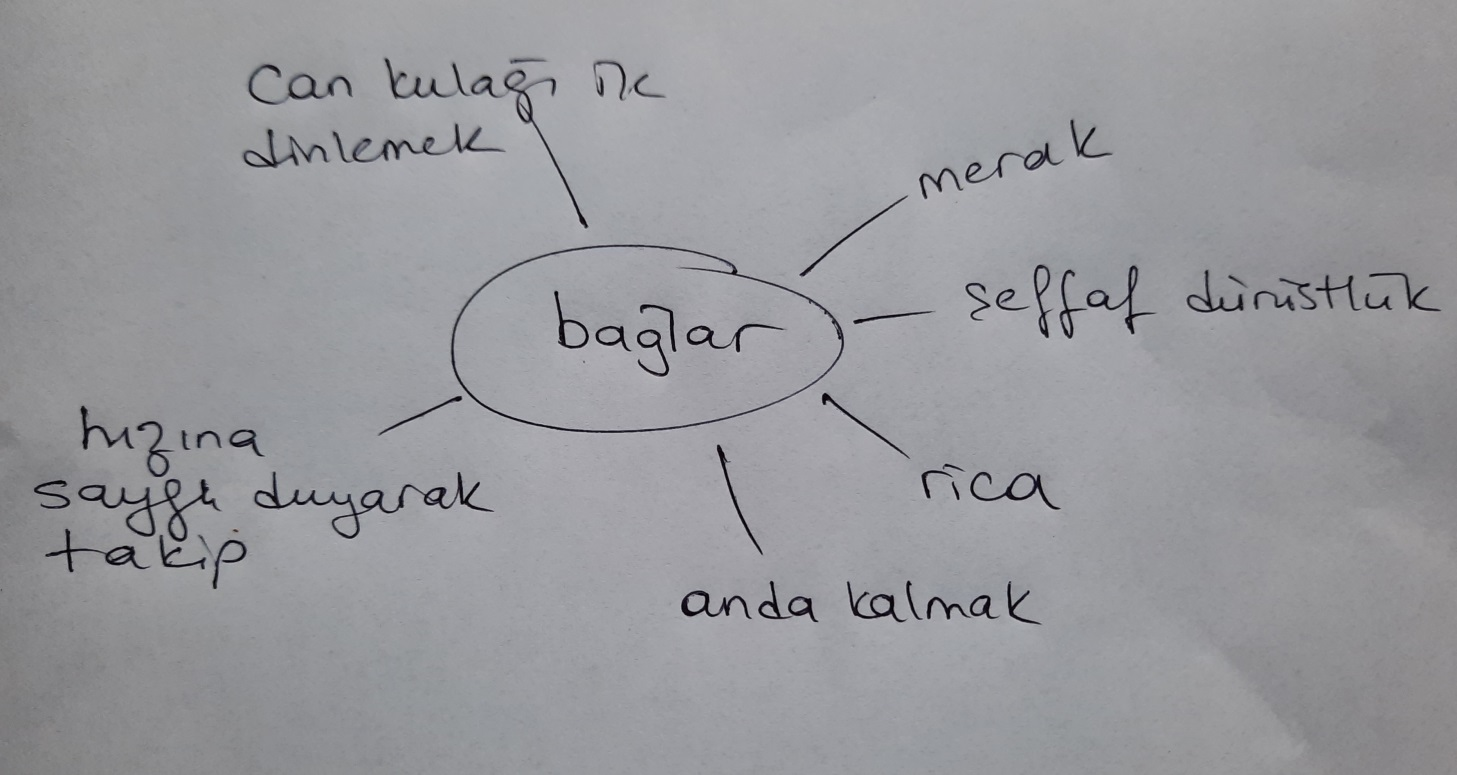 Can kulağı ile
dinlemek
merak
şeffaf dürüstlük
bağlar
hızına
saygı duyarak
takip
rica
anda kalmak